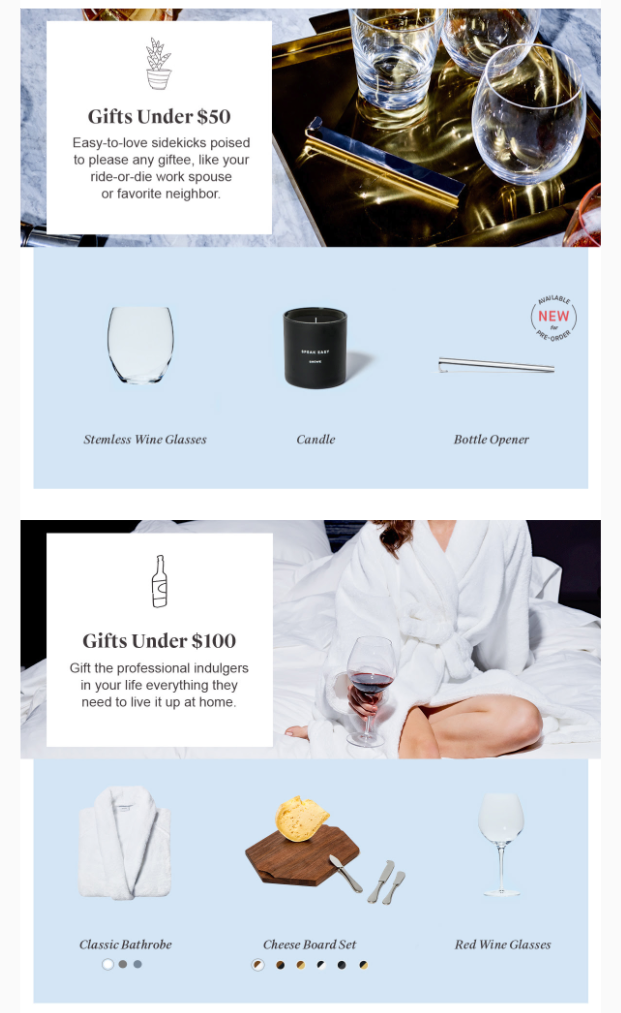 Gifts Under $50
Easy-to-love sidekicks poised
to please any giftee, like your
ride-or-die work spouse
or favorite neighbor.
AVAILABLE
NEW
for
PRE-ORDER
SPEAK EASY
Stemless Wine Glasses
Candle
Bottle Opener
Gifts Under $100
Gift the professional indulgers
in your life everything they
need to live it up at home.
Classic Bathrobe
Cheese Board Set
Red Wine Glasses